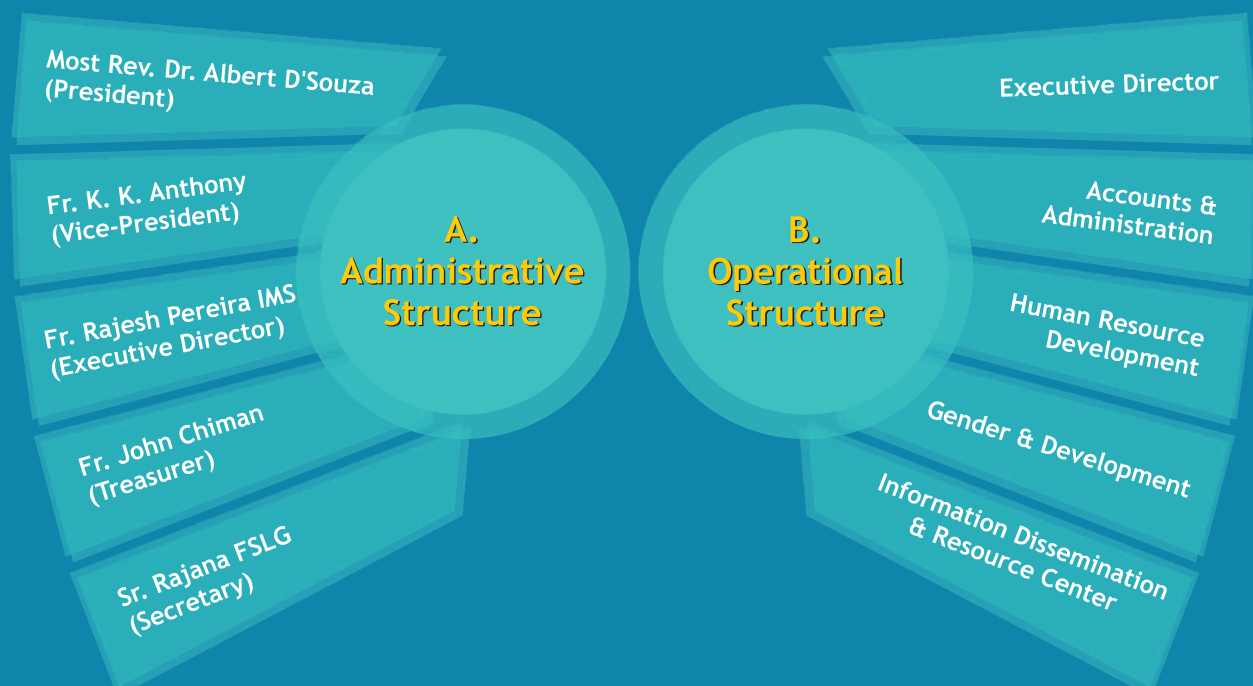 Most Rev. Dr. Albert D'Souza
(President)
Fr. K. K. Anthony
(Vice-President)
Fr. Rajesh Pereira IMS
(Executive Director)
Fr. John Chiman
(Treasurer)
Sr. Rajana FSLG
(Secretary)
A.
Administrative
Structure
B.
Operational
Structure
Executive Director
Accounts &
Administration
Human Resource
Development
Gender & Development
Information Dissemination
& Resource Center